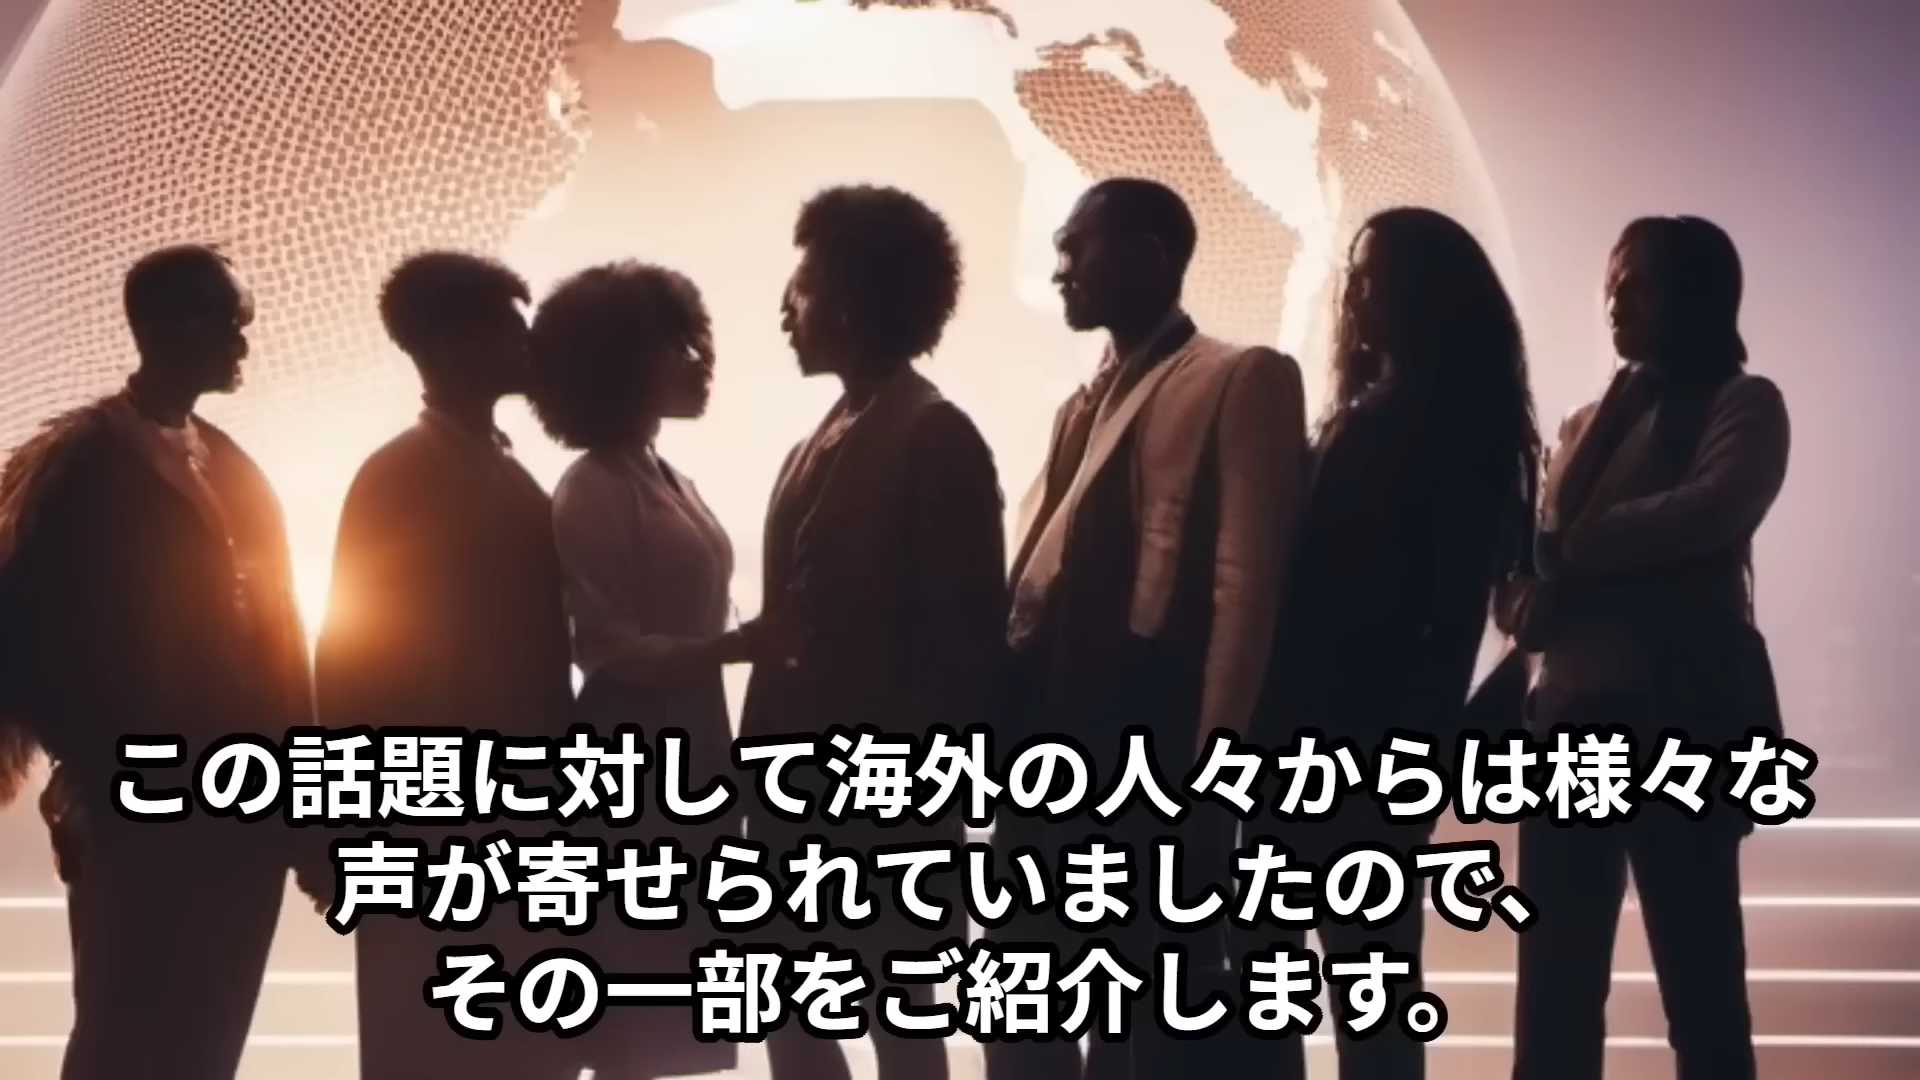 この話題に対して海外の人々からは様々な
声が寄せられていましたので、
その一部をご紹介します。